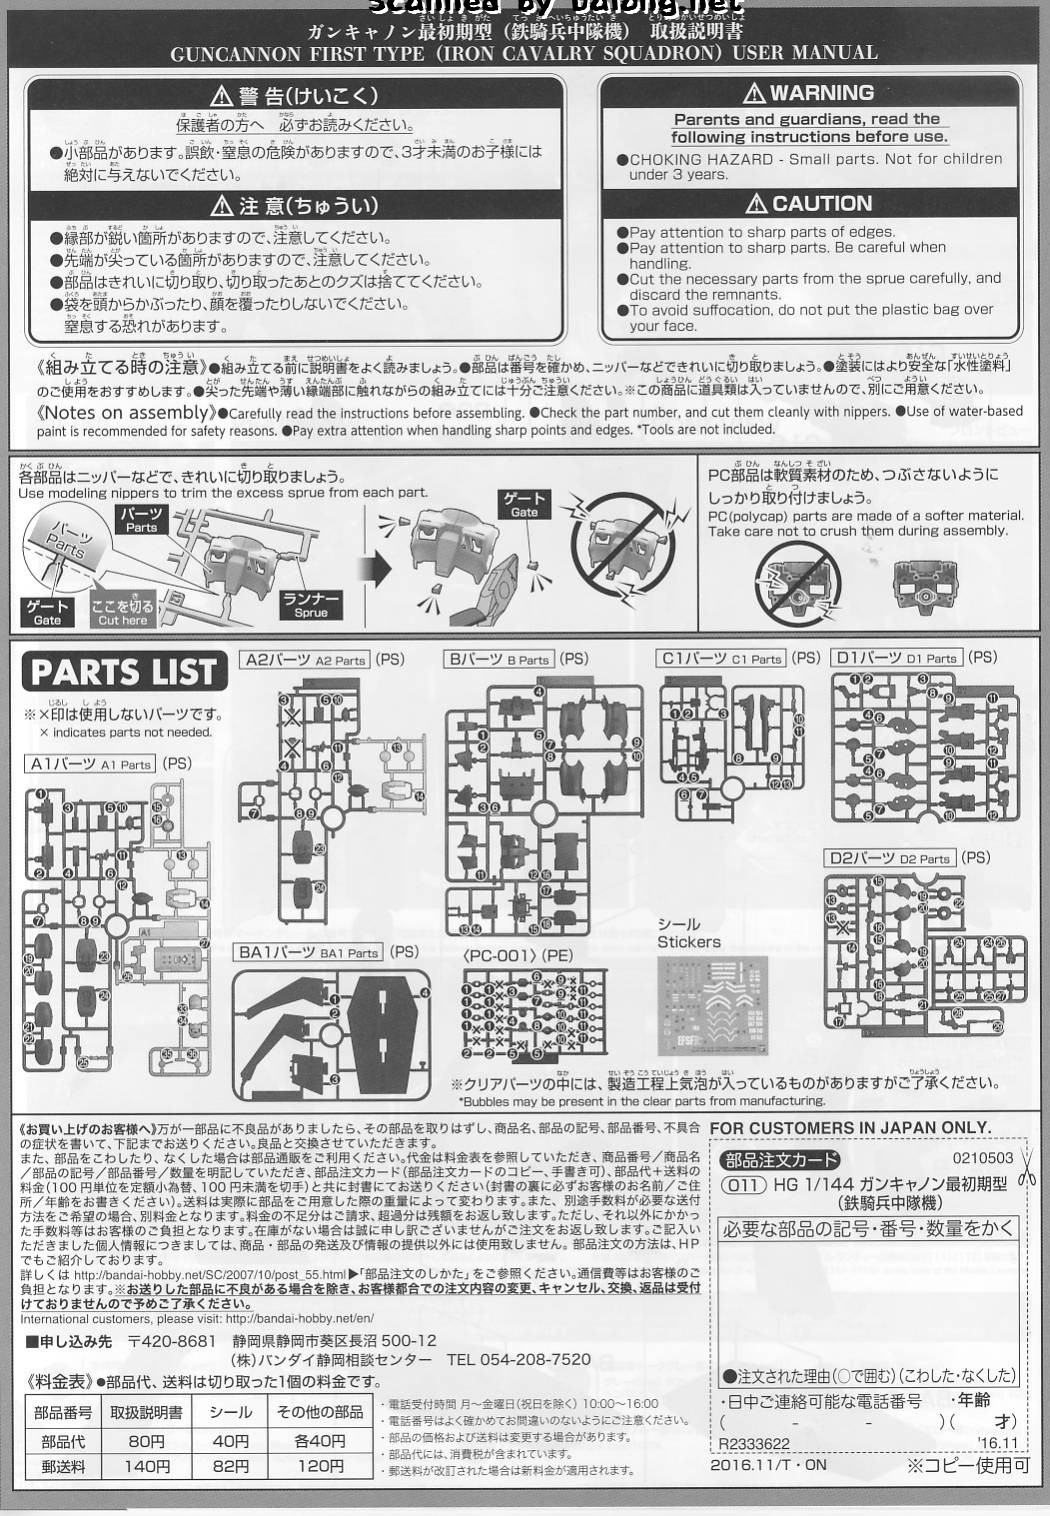 Scanned by Dalong.net
ガンキャノン最初期型（鉄騎兵中隊機） 取扱説明書
GUNCANNON FIRST TYPE (IRON CAVALRY SQUADRON) USER MANUAL
⚠ 警 告(けいこく)
保護者の方へ 必ずお読みください。
●小部品があります。誤飲・窒息の危険がありますので、3才未満のお子様には
絶対に与えないでください。
⚠ 注 意(ちゅうい)
●縁部が鋭い箇所がありますので、注意してください。
●先端が尖っている箇所がありますので、注意してください。
●部品はきれいに切り取り、切り取ったあとのクズは捨ててください。
●袋を頭からかぶったり、顔を覆ったりしないでください。
窒息する恐れがあります。
⚠ WARNING
Parents and guardians, read the
following instructions before use.
●CHOKING HAZARD - Small parts. Not for children
under 3 years.
⚠ CAUTION
●Pay attention to sharp parts of edges.
●Pay attention to sharp parts. Be careful when
handling.
●Cut the necessary parts from the sprue carefully, and
discard the remnants.
●To avoid suffocation, do not put the plastic bag over
your face.
《組み立てる時の注意》●組み立てる前に説明書をよく読みましょう。●部品は番号を確かめ、ニッパーなどできれいに切り取りましょう。●塗装にはより安全な「水性塗料」
のご使用をおすすめします。●尖った先端や薄い縁端部に触れながらの組み立てには十分ご注意ください。※この商品に道具類は入っていませんので、別にご用意ください。
《Notes on assembly》●Carefully read the instructions before assembling. ●Check the part number, and cut them cleanly with nippers. ●Use of water-based
paint is recommended for safety reasons. ●Pay extra attention when handling sharp points and edges. *Tools are not included.
各部品はニッパーなどで、きれいに切り取りましょう。
Use modeling nippers to trim the excess sprue from each part.
パーツ
Parts
パーツ
Parts
ゲート
Gate
ここを切る
Cut here
ランナー
Sprue
ゲート
Gate
PC部品は軟質素材のため、つぶさないように
しっかり取り付けましょう。
PC(polycap) parts are made of a softer material.
Take care not to crush them during assembly.
PARTS LIST
※×印は使用しないパーツです。
× indicates parts not needed.
A1パーツ A1 Parts (PS)
A2パーツ A2 Parts (PS)
Bパーツ B Parts (PS)
C1パーツ C1 Parts (PS)
D1パーツ D1 Parts (PS)
D2パーツ D2 Parts (PS)
BA1パーツ BA1 Parts (PS)
〈PC-001〉(PE)
シール
Stickers
※クリアパーツの中には、製造工程上気泡が入っているものがありますがご了承ください。
*Bubbles may be present in the clear parts from manufacturing.
《お買い上げのお客様へ》万が一部品に不良品がありましたら、その部品を取りはずし、商品名、部品の記号、部品番号、不具合
の症状を書いて、下記までお送りください。良品と交換させていただきます。
また、部品をこわしたり、なくした場合は部品通販をご利用ください。代金は料金表を参照していただき、商品番号／商品名
／部品の記号／部品番号／数量を明記していただき、部品注文カード(部品注文カードのコピー、手書き可)、部品代＋送料の
料金(100円単位を定額小為替、100円未満を切手)と共に封書にてお送りください(封書の裏に必ずお客様のお名前／ご住
所／年齢をお書きください)。送料は実際に部品をご用意した際の重量によって変わります。また、別途手数料が必要な送付
方法をご希望の場合、別料金となります。料金の不足分はご請求、超過分は残額をお返し致します。ただし、それ以外にかかっ
た手数料等はお客様のご負担となります。在庫がない場合は誠に申し訳ございませんがご注文をお返し致します。ご記入い
ただきました個人情報につきましては、商品・部品の発送及び情報の提供以外には使用致しません。部品注文の方法は、HP
でもご紹介しております。
詳しくは http://bandai-hobby.net/SC/2007/10/post_55.html▶「部品注文のしかた」をご参照ください。通信費等はお客様のご
負担となります。※お送りした部品に不良がある場合を除き、お客様都合での注文内容の変更、キャンセル、交換、返品は受付
けておりませんので予めご了承ください。
International customers, please visit: http://bandai-hobby.net/en/
■申し込み先 〒420-8681 静岡県静岡市葵区長沼500-12
(株)バンダイ静岡相談センター TEL 054-208-7520
《料金表》●部品代、送料は切り取った1個の料金です。
部品番号 取扱説明書 シール その他の部品
部品代 80円 40円 各40円
郵送料 140円 82円 120円
・電話受付時間 月～金曜日(祝日を除く)10:00～16:00
・電話番号はよく確かめてお間違いのないようにご注意ください。
・部品の価格および送料は変更する場合があります。
・部品代には、消費税が含まれています。
・郵送料が改訂された場合は新料金が適用されます。
FOR CUSTOMERS IN JAPAN ONLY.
部品注文カード 0210503
011 HG 1/144 ガンキャノン最初期型
(鉄騎兵中隊機)
必要な部品の記号・番号・数量をかく
●注文された理由(○で囲む)(こわした・なくした)
・日中ご連絡可能な電話番号 ・年齢
( - - )( 才)
R2333622 '16.11
2016.11/T・ON ※コピー使用可